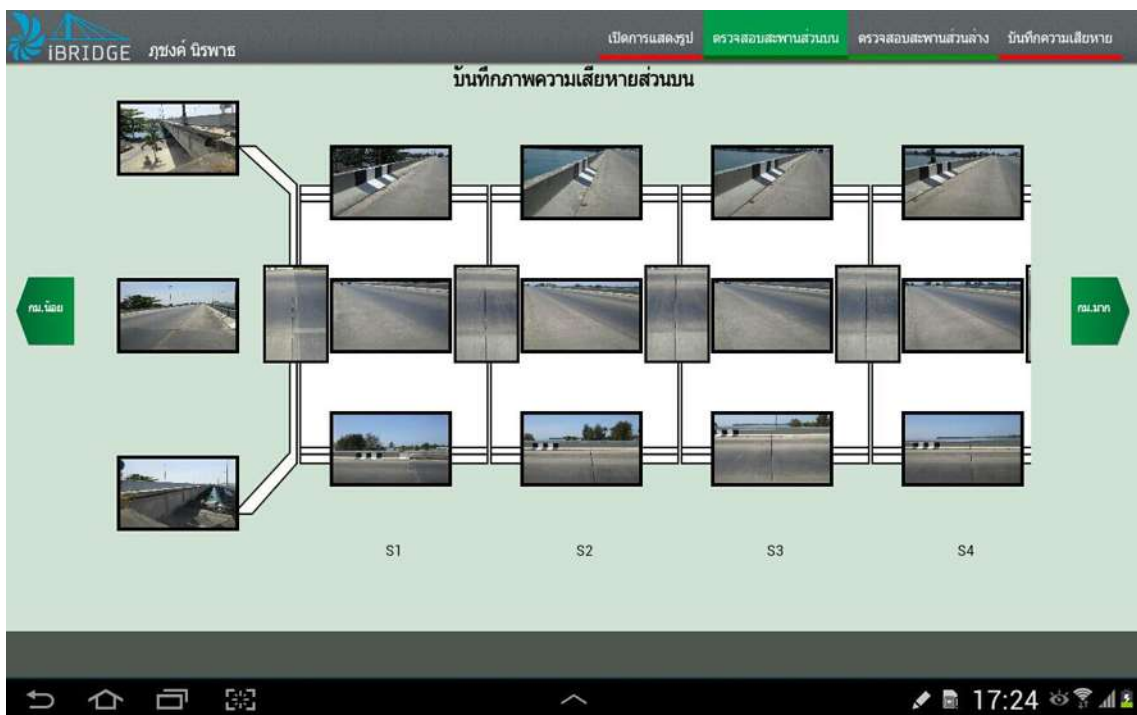 iBRIDGE ภุชงค์ นิรพาธ
เปิดการแสดงรูป ตรวจสอบสะพานส่วนบน ตรวจสอบสะพานส่วนล่าง บันทึกความเสียหาย
บันทึกภาพความเสียหายส่วนบน
กม.น้อย กม.มาก
S1 S2 S3 S4
17:24